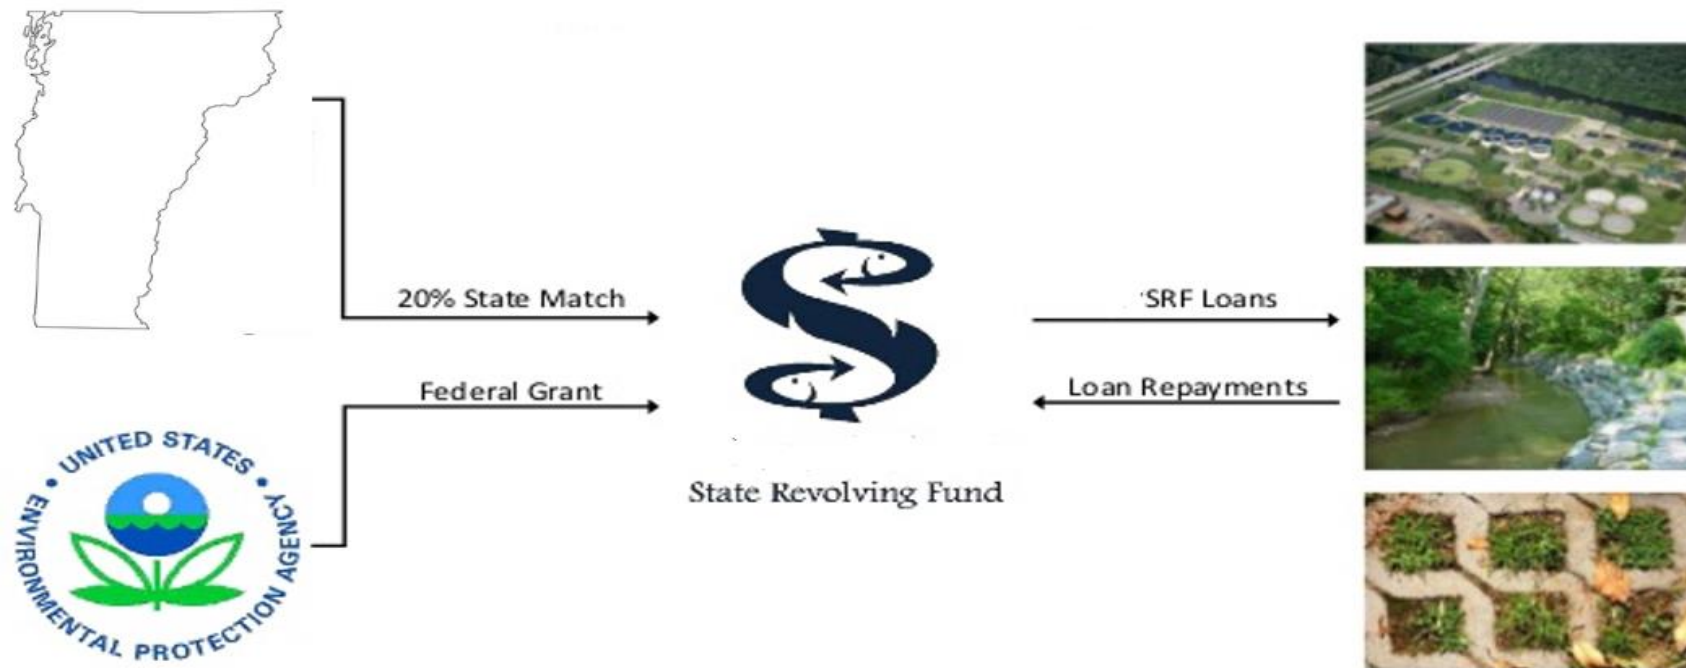 20% State Match
Federal Grant
UNITED STATES
ENVIRONMENTAL PROTECTION AGENCY
State Revolving Fund
SRF Loans
Loan Repayments